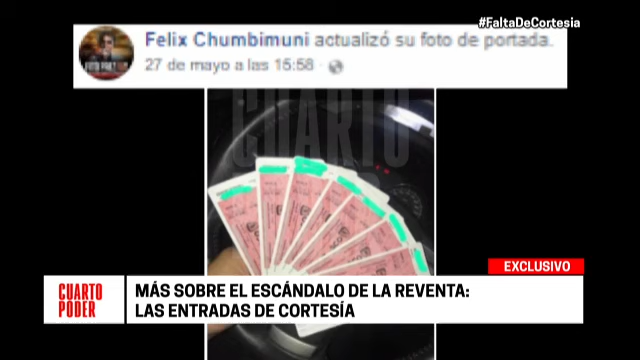 #FaltaDeCortesia
Felix Chumbimuni actualizó su foto de portada.
27 de mayo a las 15:58
CUARTO
PODER
EXCLUSIVO
CUARTO
PODER
MÁS SOBRE EL ESCÁNDALO DE LA REVENTA:
LAS ENTRADAS DE CORTESÍA